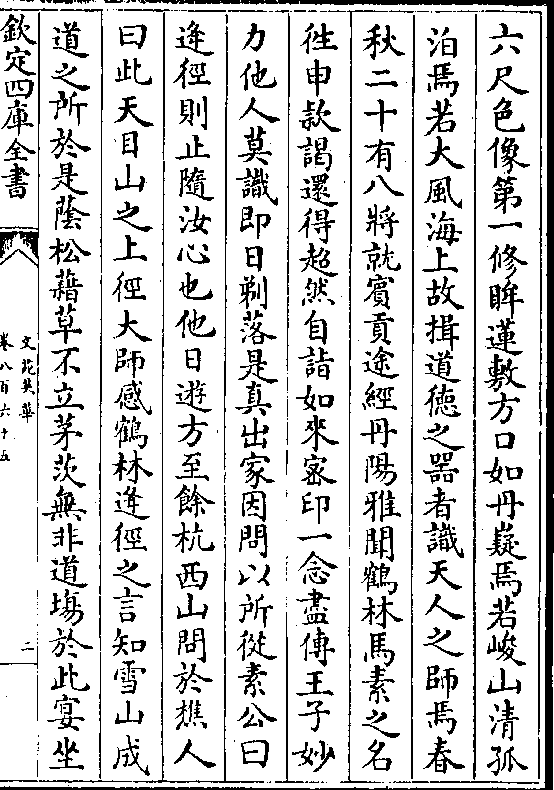 六尺色像第一修眸蓮敷方口如丹嶷焉若峻山清孤
泊焉若大風海上故揖道德之器者識天人之師焉春
秋二十有八將就賓貢途經丹陽雅聞鶴林馬素之名
徃申款謁還得超然自詣如來宻印一念盡傳王子妙
力他人莫識即日剃落是真出家因問以所從素公曰
逢徑則止隨汝心也他日遊方至餘杭西山問於樵人
曰此天目山之上徑大師感鶴林逢徑之言知雪山成
道之所於是蔭松藉草不立茅茨無非道塲於此宴坐
欽定四庫全書
文苑英華
卷八百六十五
二